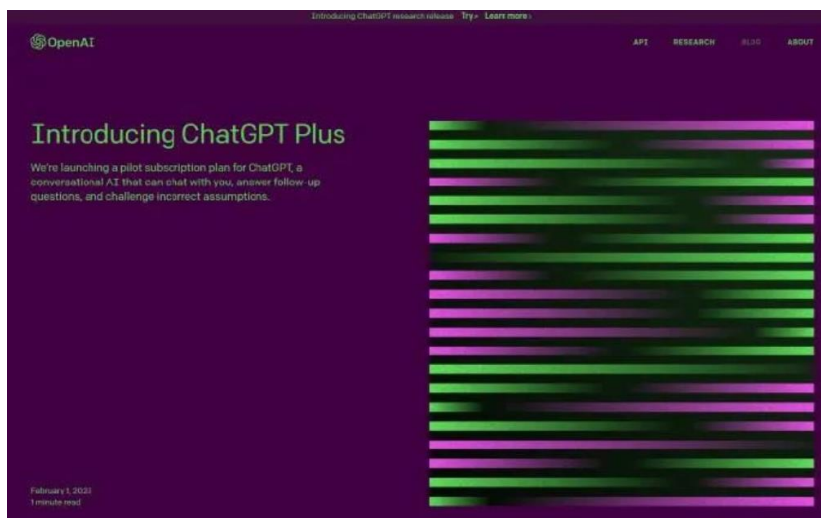 Introducing ChatGPT research release Try Learn more
OpenAI
API RESEARCH BLOG ABOUT
Introducing ChatGPT Plus
We're launching a pilot subscription plan for ChatGPT, a
conversational AI that can chat with you, answer follow-up
questions, and challenge incorrect assumptions.
February 1, 2023
1 minute read